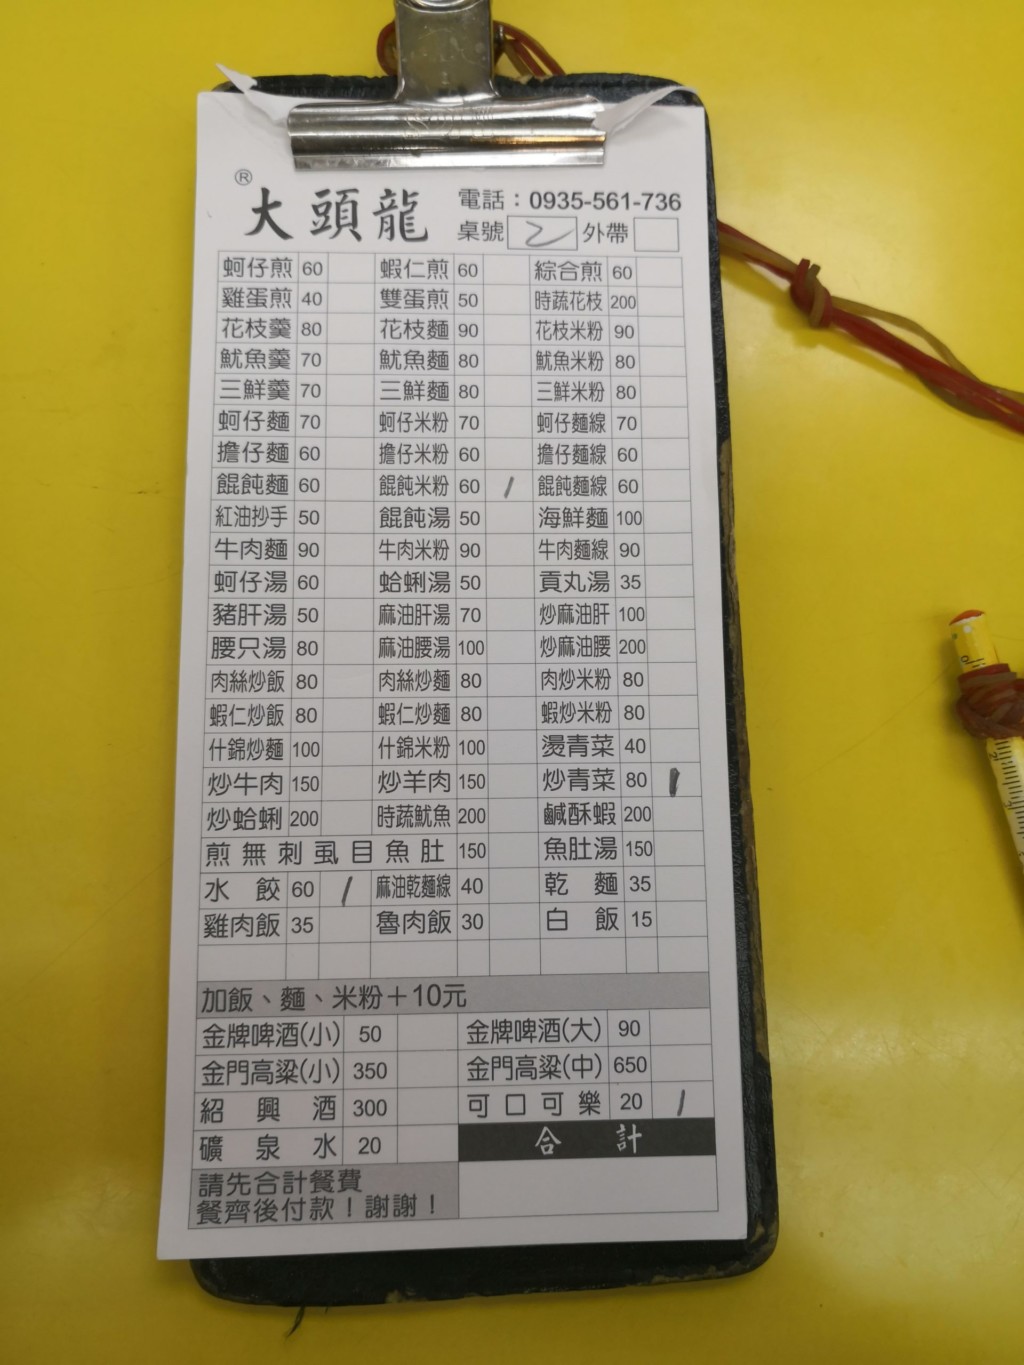 ® 大頭龍 電話：0935-561-736
桌號 2 外帶
蚵仔煎 60 蝦仁煎 60 綜合煎 60
雞蛋煎 40 雙蛋煎 50 時蔬花枝 200
花枝羹 80 花枝麵 90 花枝米粉 90
魷魚羹 70 魷魚麵 80 魷魚米粉 80
三鮮羹 70 三鮮麵 80 三鮮米粉 80
蚵仔麵 70 蚵仔米粉 70 蚵仔麵線 70
擔仔麵 60 擔仔米粉 60 擔仔麵線 60
餛飩麵 60 餛飩米粉 60 / 餛飩麵線 60
紅油抄手 50 餛飩湯 50 海鮮麵 100
牛肉麵 90 牛肉米粉 90 牛肉麵線 90
蚵仔湯 60 蛤蜊湯 50 貢丸湯 35
豬肝湯 50 麻油肝湯 70 炒麻油肝 100
腰只湯 80 麻油腰湯 100 炒麻油腰 200
肉絲炒飯 80 肉絲炒麵 80 肉炒米粉 80
蝦仁炒飯 80 蝦仁炒麵 80 蝦炒米粉 80
什錦炒麵 100 什錦米粉 100 燙青菜 40
炒牛肉 150 炒羊肉 150 炒青菜 80 /
炒蛤蜊 200 時蔬魷魚 200 鹹酥蝦 200
煎無刺虱目魚肚 150 魚肚湯 150
水餃 60 / 麻油乾麵線 40 乾麵 35
雞肉飯 35 魯肉飯 30 白飯 15
加飯、麵、米粉＋10元
金牌啤酒(小) 50 金牌啤酒(大) 90
金門高粱(小) 350 金門高粱(中) 650
紹興酒 300 可口可樂 20 /
礦泉水 20 合計
請先合計餐費
餐齊後付款！謝謝！